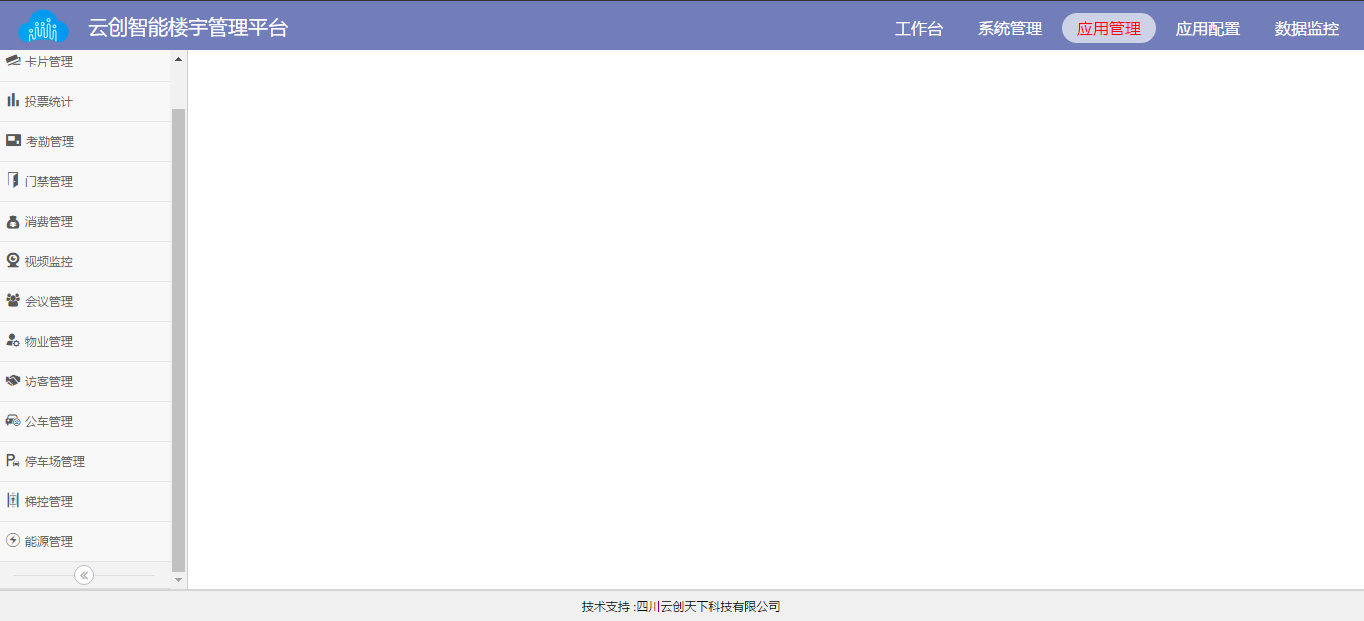 云创智能楼宇管理平台
工作台 系统管理 应用管理 应用配置 数据监控
卡片管理
投票统计
考勤管理
门禁管理
消费管理
视频监控
会议管理
物业管理
访客管理
公车管理
停车场管理
梯控管理
能源管理
技术支持 :四川云创天下科技有限公司